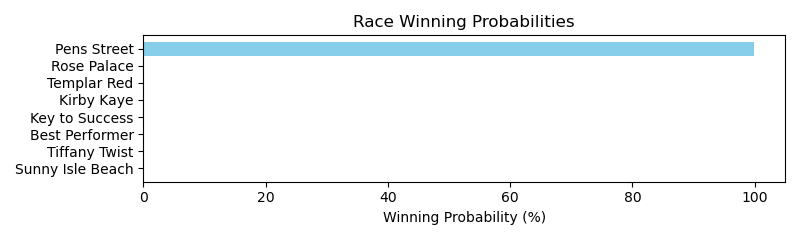 Race Winning Probabilities
Pens Street
Rose Palace
Templar Red
Kirby Kaye
Key to Success
Best Performer
Tiffany Twist
Sunny Isle Beach
0 20 40 60 80 100
Winning Probability (%)